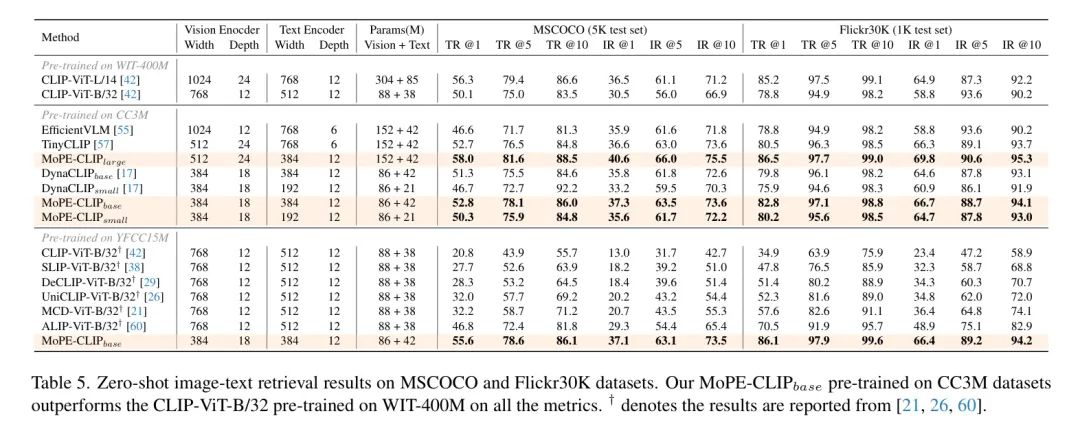 Method Vision Enocder Text Encoder Params(M) MSCOCO (5K test set) Flickr30K (1K test set)
Width Depth Width Depth Vision + Text TR @1 TR @5 TR @10 IR @1 IR @5 IR @10 TR @1 TR @5 TR @10 IR @1 IR @5 IR @10
Pre-trained on WIT-400M
CLIP-ViT-L/14 [42] 1024 24 768 12 304 + 85 56.3 79.4 86.6 36.5 61.1 71.2 85.2 97.5 99.1 64.9 87.3 92.2
CLIP-ViT-B/32 [42] 768 12 512 12 88 + 38 50.1 75.0 83.5 30.5 56.0 66.9 78.8 94.9 98.2 58.8 93.6 90.2
Pre-trained on CC3M
EfficientVLM [55] 1024 12 768 6 152 + 42 46.6 71.7 81.3 35.9 61.6 71.8 78.8 94.9 98.2 58.8 93.6 90.2
TinyCLIP [57] 512 24 768 6 152 + 42 52.7 76.5 84.8 36.6 63.0 73.6 80.5 96.3 98.5 66.3 89.1 93.7
MoPE-CLIPlarge 512 24 384 12 152 + 42 58.0 81.6 88.5 40.6 66.0 75.5 86.5 97.7 99.0 69.8 90.6 95.3
DynaCLIPbase [17] 384 18 384 12 86 + 42 51.3 75.5 84.6 35.8 61.8 72.6 79.8 96.1 98.2 64.6 87.8 93.1
DynaCLIPsmall [17] 384 18 192 12 86 + 21 46.7 72.7 92.2 33.2 59.5 70.3 75.9 94.6 98.3 60.9 86.1 91.9
MoPE-CLIPbase 384 18 384 12 86 + 42 52.8 78.1 86.0 37.3 63.5 73.6 82.8 97.1 98.8 66.7 88.7 94.1
MoPE-CLIPsmall 384 18 192 12 86 + 21 50.3 75.9 84.8 35.6 61.7 72.2 80.2 95.6 98.5 64.7 87.8 93.0
Pre-trained on YFCC15M
CLIP-ViT-B/32† [42] 768 12 512 12 88 + 38 20.8 43.9 55.7 13.0 31.7 42.7 34.9 63.9 75.9 23.4 47.2 58.9
SLIP-ViT-B/32† [38] 768 12 512 12 88 + 38 27.7 52.6 63.9 18.2 39.2 51.0 47.8 76.5 85.9 32.3 58.7 68.8
DeCLIP-ViT-B/32† [29] 768 12 512 12 88 + 38 28.3 53.2 64.5 18.4 39.6 51.4 51.4 80.2 88.9 34.3 60.3 70.7
UniCLIP-ViT-B/32† [26] 768 12 512 12 88 + 38 32.0 57.7 69.2 20.2 43.2 54.4 52.3 81.6 89.0 34.8 62.0 72.0
MCD-ViT-B/32† [21] 768 12 512 12 88 + 38 32.2 58.7 71.2 20.7 43.5 55.3 57.6 82.6 91.1 36.4 64.8 74.1
ALIP-ViT-B/32† [60] 768 12 512 12 88 + 38 46.8 72.4 81.8 29.3 54.4 65.4 70.5 91.9 95.7 48.9 75.1 82.9
MoPE-CLIPbase 384 18 384 12 86 + 42 55.6 78.6 86.1 37.1 63.1 73.5 86.1 97.9 99.6 66.4 89.2 94.2
Table 5. Zero-shot image-text retrieval results on MSCOCO and Flickr30K datasets. Our MoPE-CLIPbase pre-trained on CC3M datasets
outperforms the CLIP-ViT-B/32 pre-trained on WIT-400M on all the metrics. † denotes the results are reported from [21, 26, 60].